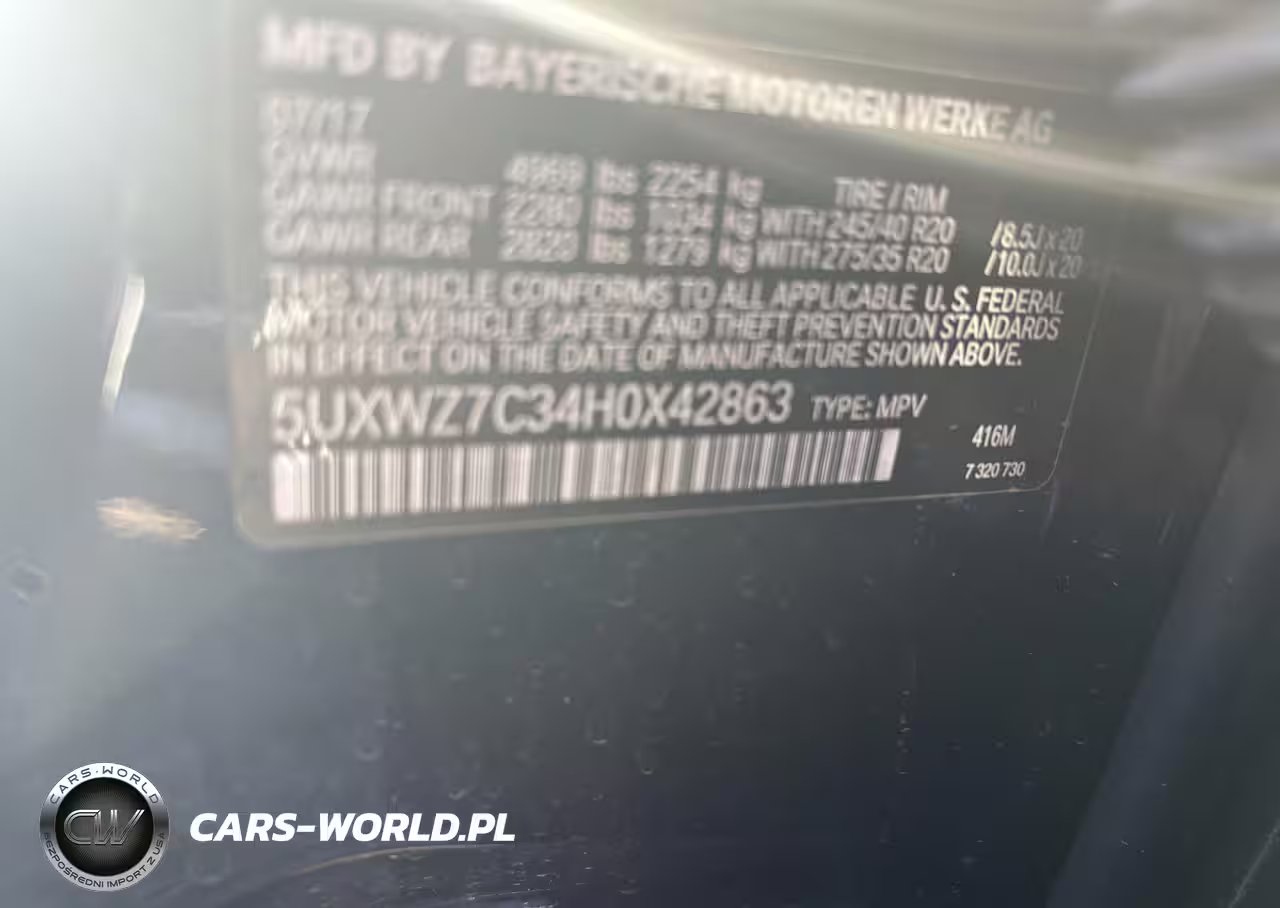 MFD BY BAYERISCHE MOTOREN WERKE AG
07/17
GVWR 4969 lbs 2254 kg TIRE / RIM
GAWR FRONT 2280 lbs 1034 kg WITH 245/40 R20 /8.5J x 20
GAWR REAR 2820 lbs 1279 kg WITH 275/35 R20 /10.0J x 20
THIS VEHICLE CONFORMS TO ALL APPLICABLE U. S. FEDERAL
MOTOR VEHICLE SAFETY AND THEFT PREVENTION STANDARDS
IN EFFECT ON THE DATE OF MANUFACTURE SHOWN ABOVE.
5UXWZ7C34H0X42863 TYPE: MPV
416M
7 320 730
CARS-WORLD
CW
BEZPOŚREDNI IMPORT Z USA
CARS-WORLD.PL